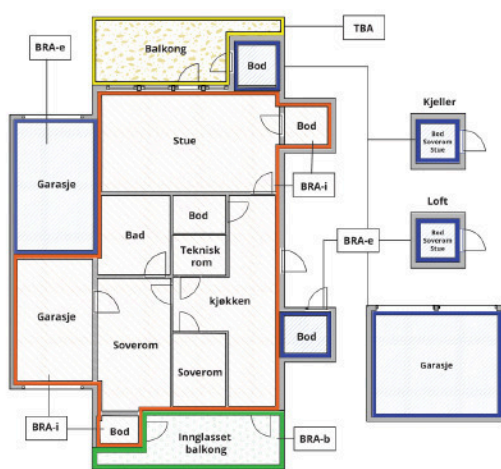 TBA
Balkong
BRA-e
Bod
Kjeller
Bod
Soverom
Stue
Stue
Bod
Garasje
BRA-i
Loft
Bod
Soverom
Stue
Bad
Bod
BRA-e
Teknisk
rom
Garasje
kjøkken
Bod
Soverom
Soverom
Garasje
BRA-i
Bod
Innglasset
balkong
BRA-b